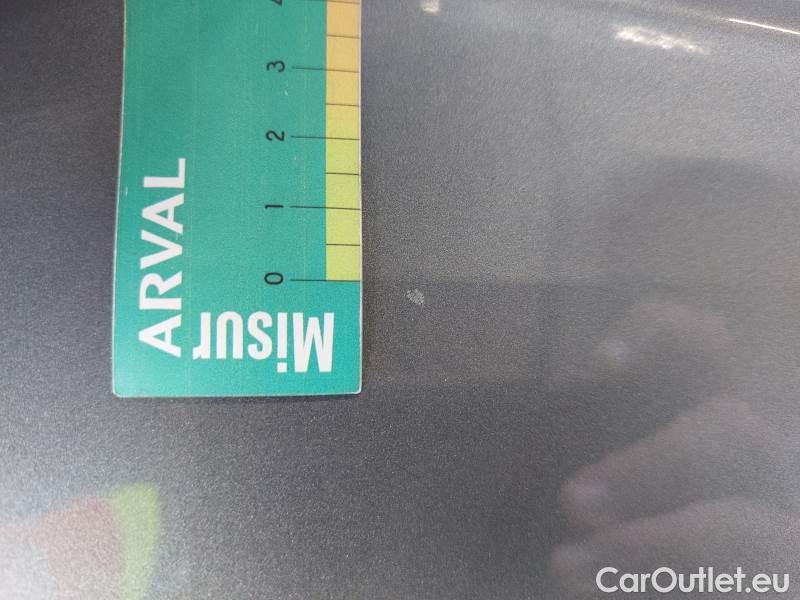 ARVAL
Misur
0 1 2 3
CarOutlet.eu